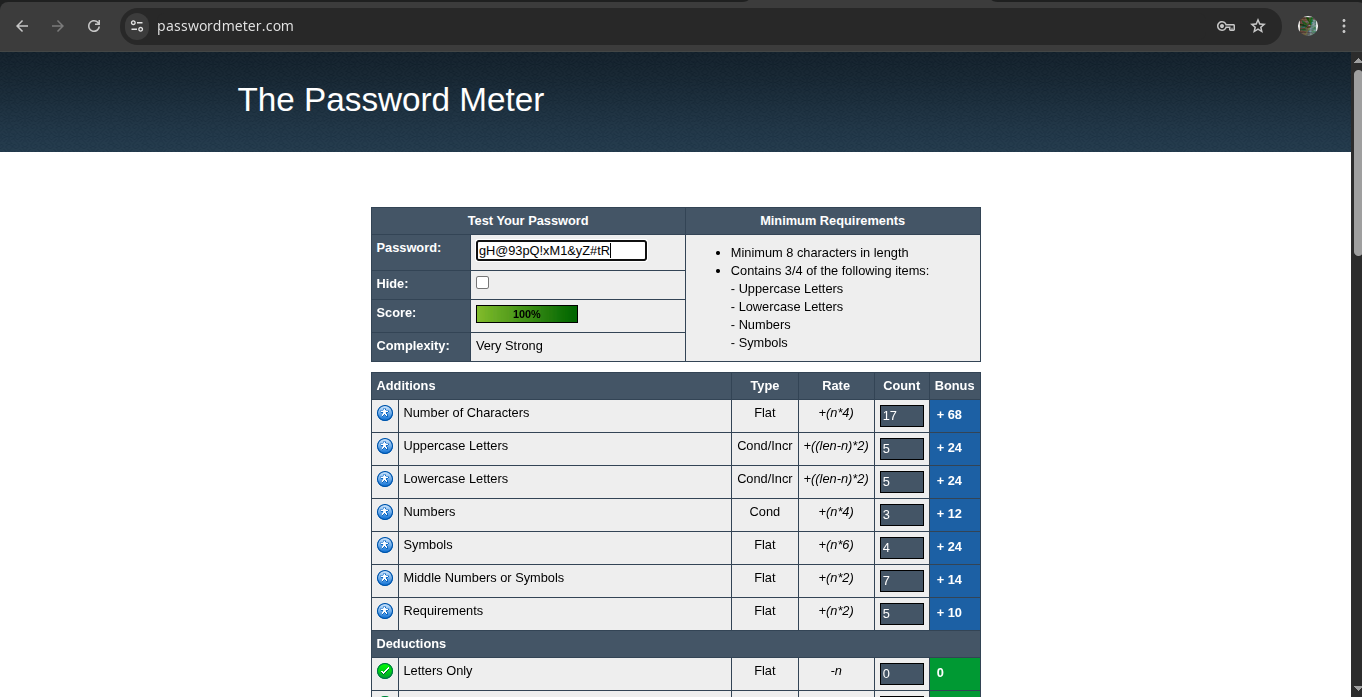 passwordmeter.com
The Password Meter
Test Your Password Minimum Requirements
Password: gH@93pQ!xM1&yZ#tR
Hide:
Score: 100%
Complexity: Very Strong
• Minimum 8 characters in length
• Contains 3/4 of the following items:
- Uppercase Letters
- Lowercase Letters
- Numbers
- Symbols
Additions Type Rate Count Bonus
Number of Characters Flat +(n*4) 17 + 68
Uppercase Letters Cond/Incr +((len-n)*2) 5 + 24
Lowercase Letters Cond/Incr +((len-n)*2) 5 + 24
Numbers Cond +(n*4) 3 + 12
Symbols Flat +(n*6) 4 + 24
Middle Numbers or Symbols Flat +(n*2) 7 + 14
Requirements Flat +(n*2) 5 + 10
Deductions
Letters Only Flat -n 0 0